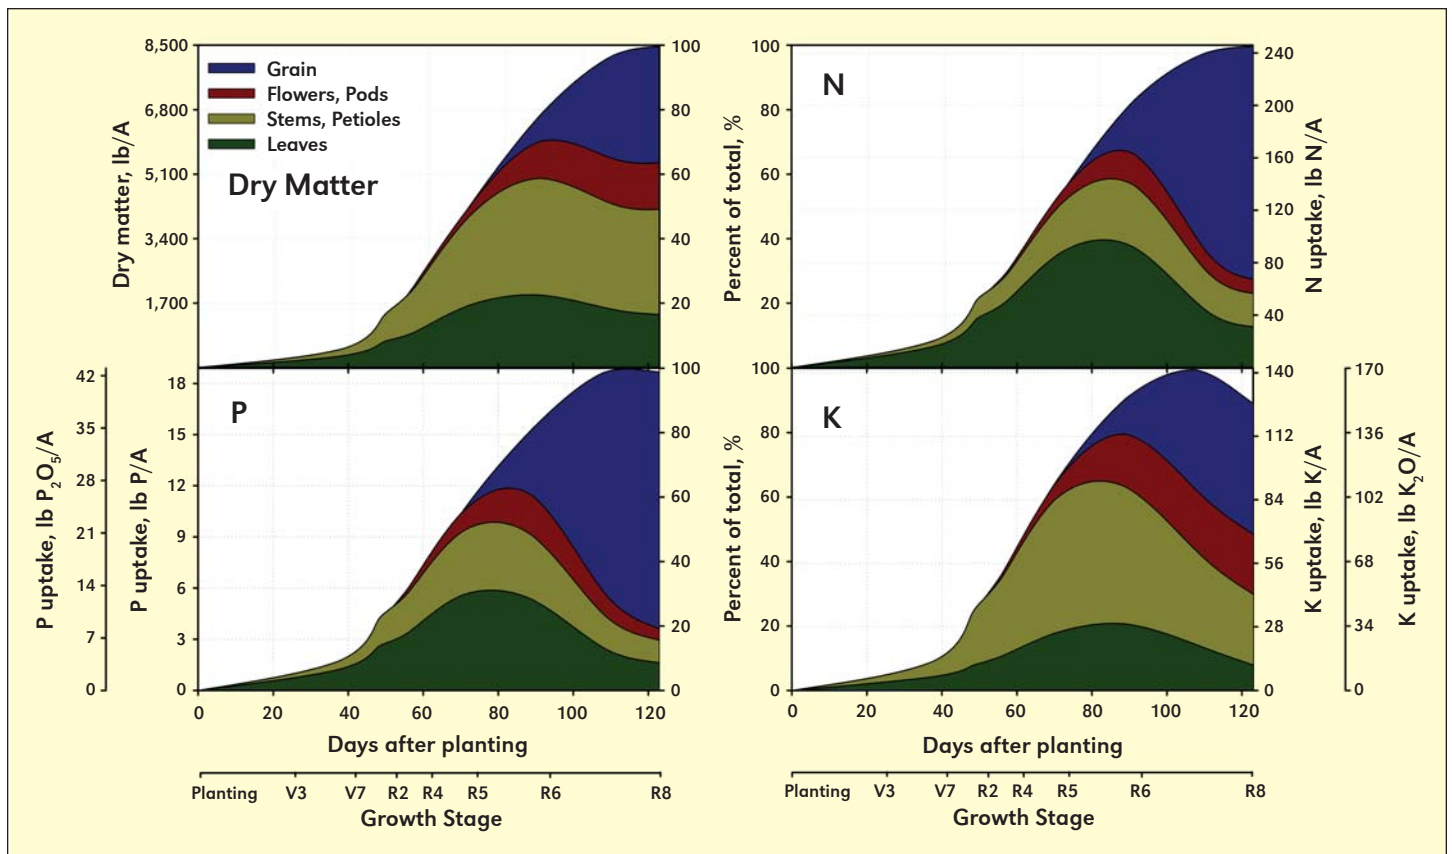 8,500
6,800
5,100
3,400
1,700
Dry matter, lb/A
Grain
Flowers, Pods
Stems, Petioles
Leaves
Dry Matter
100
80
60
40
20
100
80
60
40
20
Percent of total, %
N
240
200
160
120
80
40
N uptake, lb N/A
42
35
28
21
14
7
0
P uptake, lb P2O5/A
18
15
12
9
6
3
0
P uptake, lb P/A
P
100
80
60
40
20
0
0 20 40 60 80 100 120
Days after planting
Planting V3 V7 R2 R4 R5 R6 R8
Growth Stage
100
80
60
40
20
0
Percent of total, %
K
140
112
84
56
28
0
K uptake, lb K/A
170
136
102
68
34
0
K uptake, lb K2O/A
0 20 40 60 80 100 120
Days after planting
Planting V3 V7 R2 R4 R5 R6 R8
Growth Stage